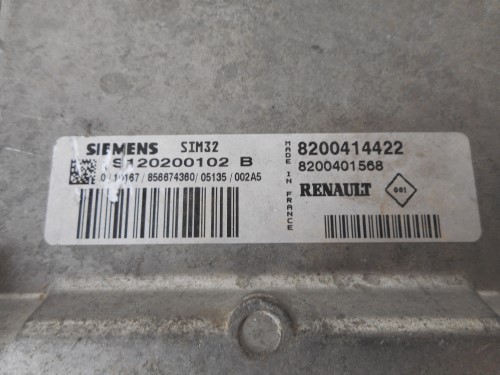 SIEMENS SIM32
S120200102 B
/ 856674360 / 05135 / 002A5
MADE IN FRANCE
8200414422
8200401568
RENAULT